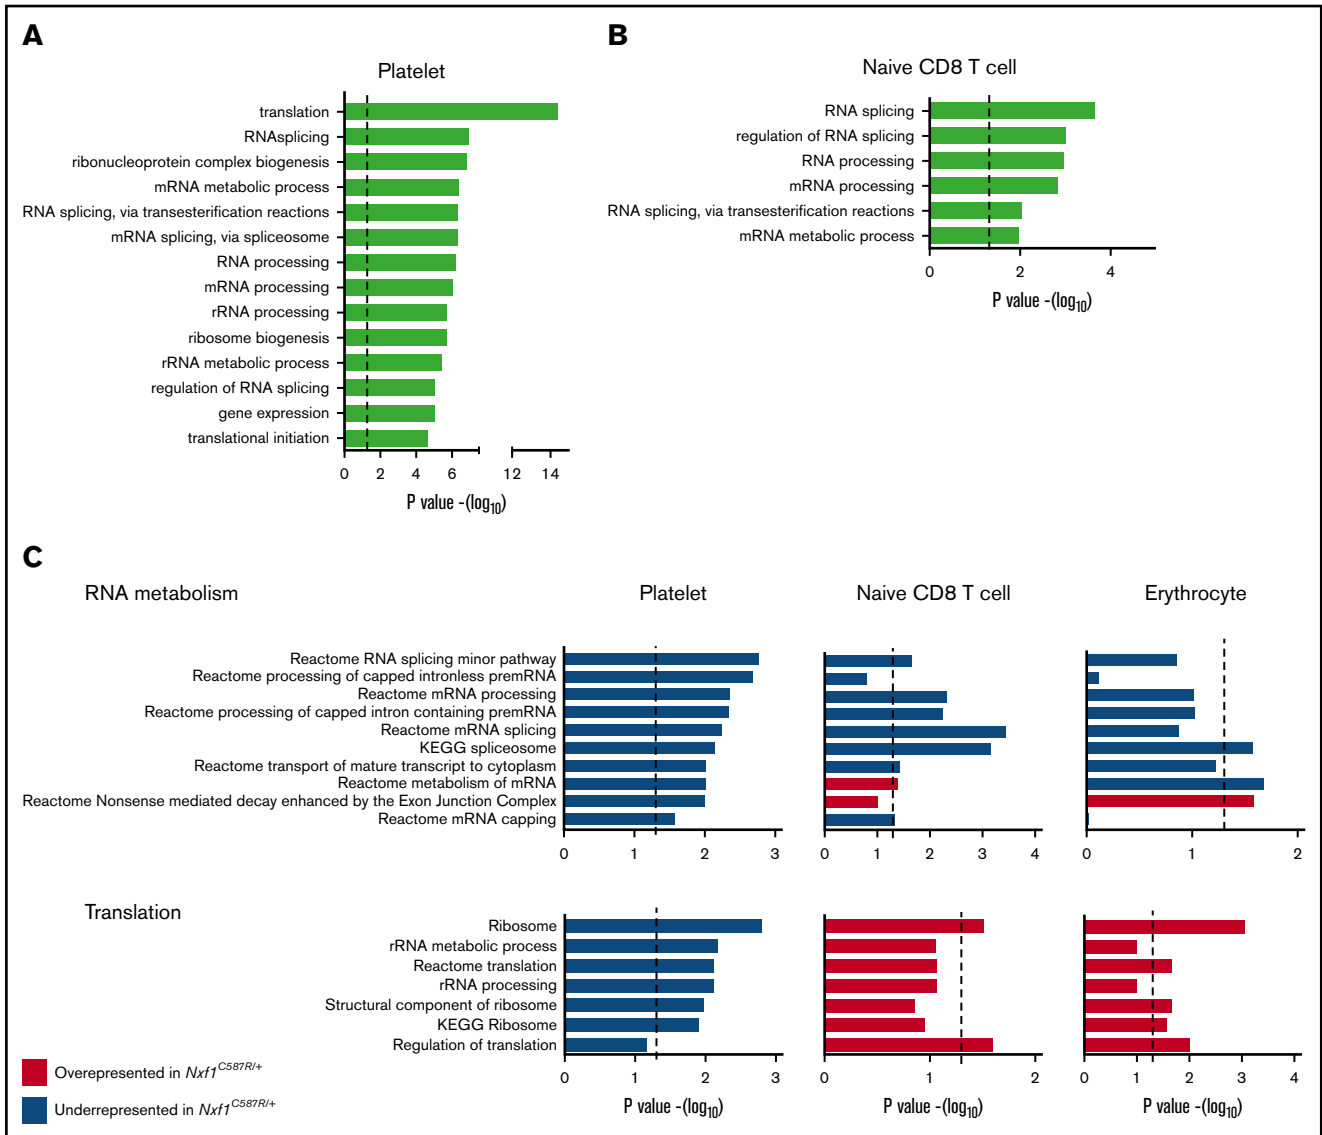 A
Platelet
translation
RNAsplicing
ribonucleoprotein complex biogenesis
mRNA metabolic process
RNA splicing, via transesterification reactions
mRNA splicing, via spliceosome
RNA processing
mRNA processing
rRNA processing
ribosome biogenesis
rRNA metabolic process
regulation of RNA splicing
gene expression
translational initiation
0 2 4 6 12 14
P value -(log10)
B
Naive CD8 T cell
RNA splicing
regulation of RNA splicing
RNA processing
mRNA processing
RNA splicing, via transesterification reactions
mRNA metabolic process
0 2 4
P value -(log10)
C
RNA metabolism
Platelet
Naive CD8 T cell
Erythrocyte
Reactome RNA splicing minor pathway
Reactome processing of capped intronless premRNA
Reactome mRNA processing
Reactome processing of capped intron containing premRNA
Reactome mRNA splicing
KEGG spliceosome
Reactome transport of mature transcript to cytoplasm
Reactome metabolism of mRNA
Reactome Nonsense mediated decay enhanced by the Exon Junction Complex
Reactome mRNA capping
0 1 2 3
0 1 2 3 4
0 1 2
Translation
Ribosome
rRNA metabolic process
Reactome translation
rRNA processing
Structural component of ribosome
KEGG Ribosome
Regulation of translation
0 1 2 3
0 1 2
0 1 2 3 4
P value -(log10)
P value -(log10)
P value -(log10)
Overepresented in Nxf1C587R/+
Underrepresented in Nxf1C587R/+